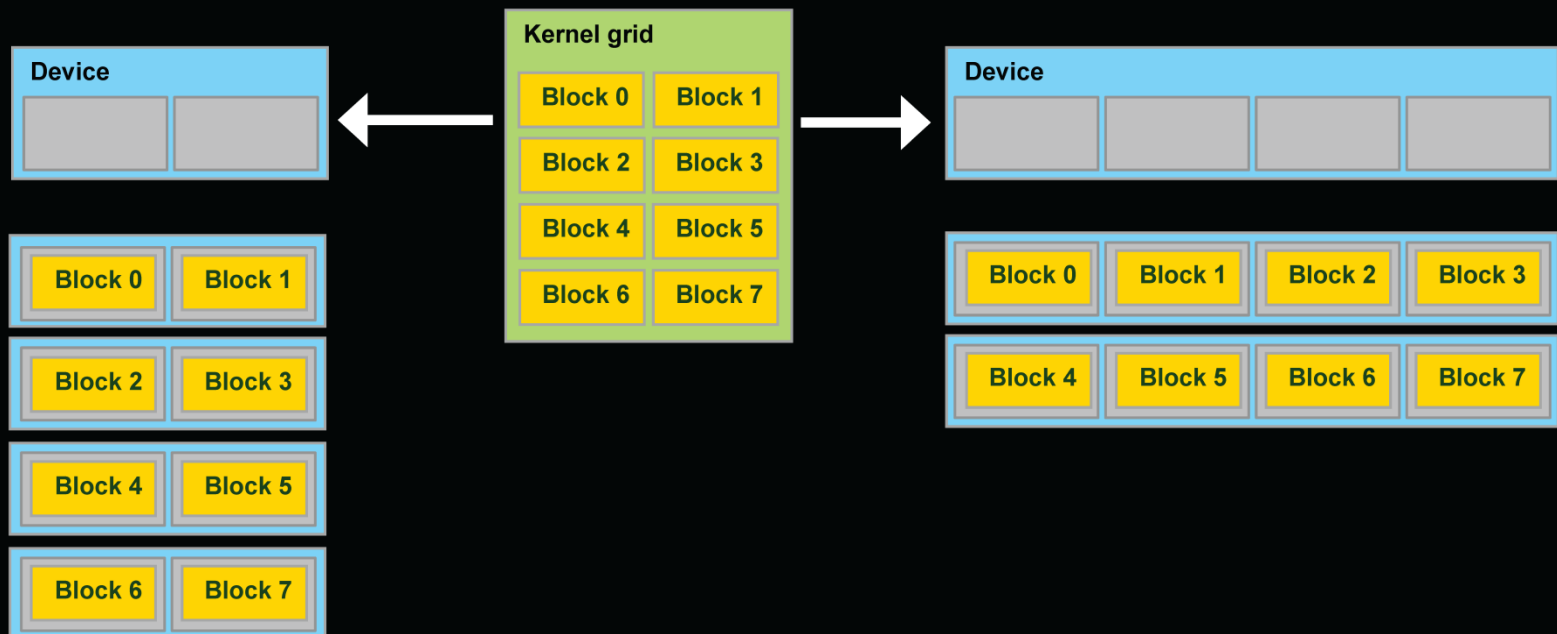 Device
Block 0 Block 1
Block 2 Block 3
Block 4 Block 5
Block 6 Block 7
Kernel grid
Block 0 Block 1
Block 2 Block 3
Block 4 Block 5
Block 6 Block 7
Device
Block 0 Block 1 Block 2 Block 3
Block 4 Block 5 Block 6 Block 7